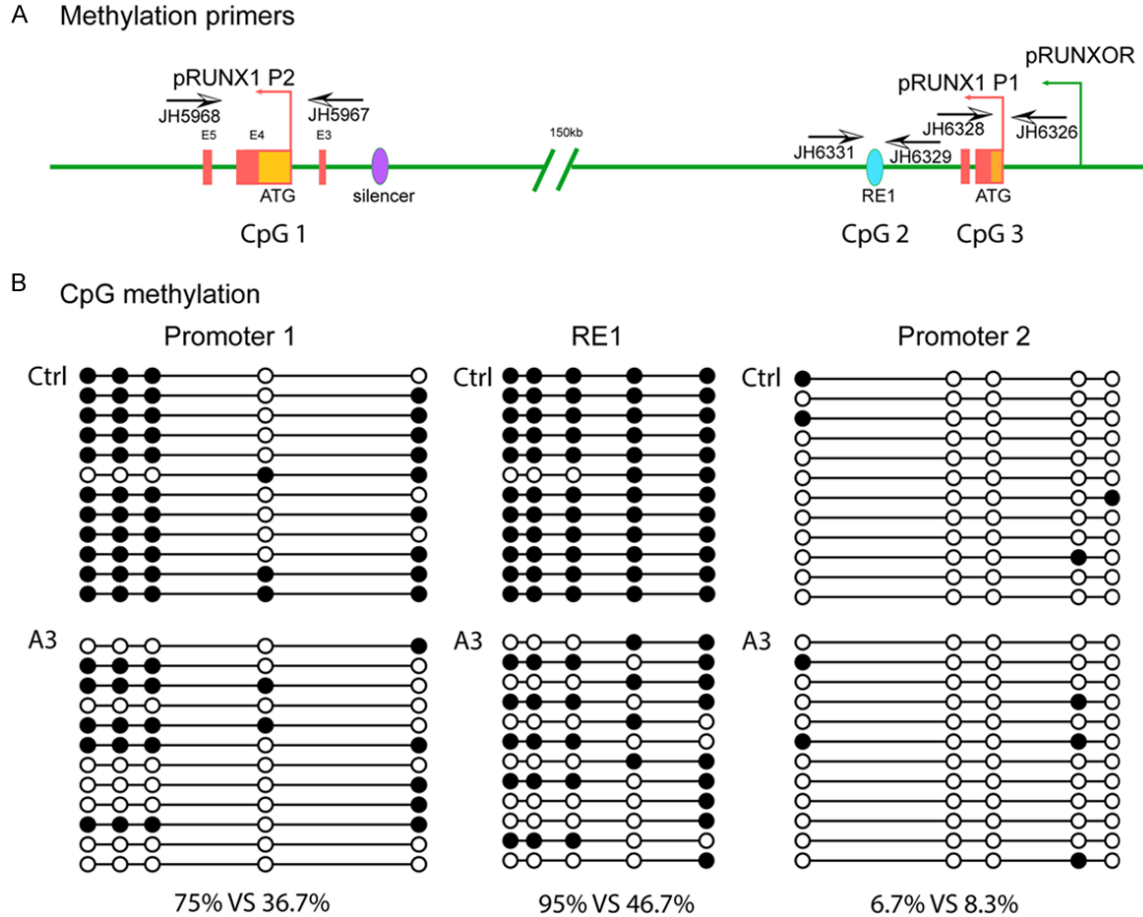 A Methylation primers
pRUNXOR
pRUNX1 P2
pRUNX1 P1
JH5968
JH5967
JH6328
JH6326
E5
E4
E3
150kb
JH6331
JH6329
ATG
silencer
RE1
ATG
CpG 1
CpG 2
CpG 3
B CpG methylation
Promoter 1
RE1
Promoter 2
Ctrl
Ctrl
Ctrl
A3
A3
A3
75% VS 36.7%
95% VS 46.7%
6.7% VS 8.3%